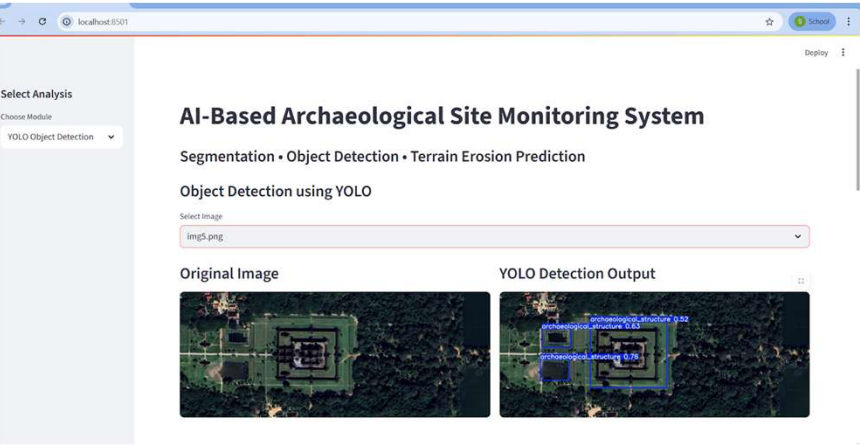 localhost:8501
S School
Deploy
Select Analysis
Choose Module
YOLO Object Detection
AI-Based Archaeological Site Monitoring System
Segmentation • Object Detection • Terrain Erosion Prediction
Object Detection using YOLO
Select Image
img5.png
Original Image
YOLO Detection Output
archaeological_structure 0.52
archaeological_structure 0.63
archaeological_structure 0.76